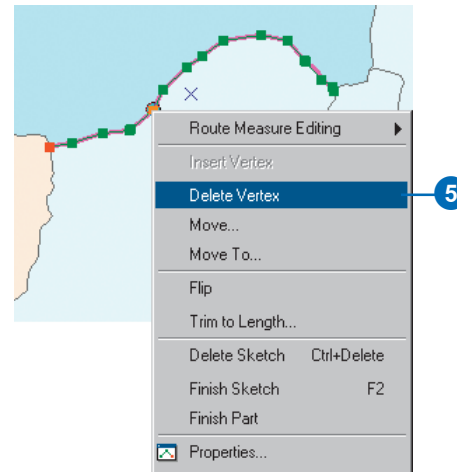 Route Measure Editing
Insert Vertex
Delete Vertex
5
Move...
Move To...
Flip
Trim to Length...
Delete Sketch Ctrl+Delete
Finish Sketch F2
Finish Part
Properties...